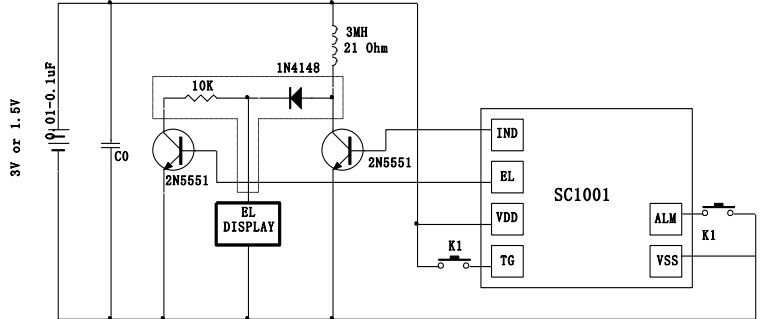 3MH
21 Ohm
1N4148
10K
3V or 1.5V
0.01-0.1uF
C0
2N5551
2N5551
EL
DISPLAY
IND
EL
VDD
TG
SC1001
ALM
VSS
K1
K1